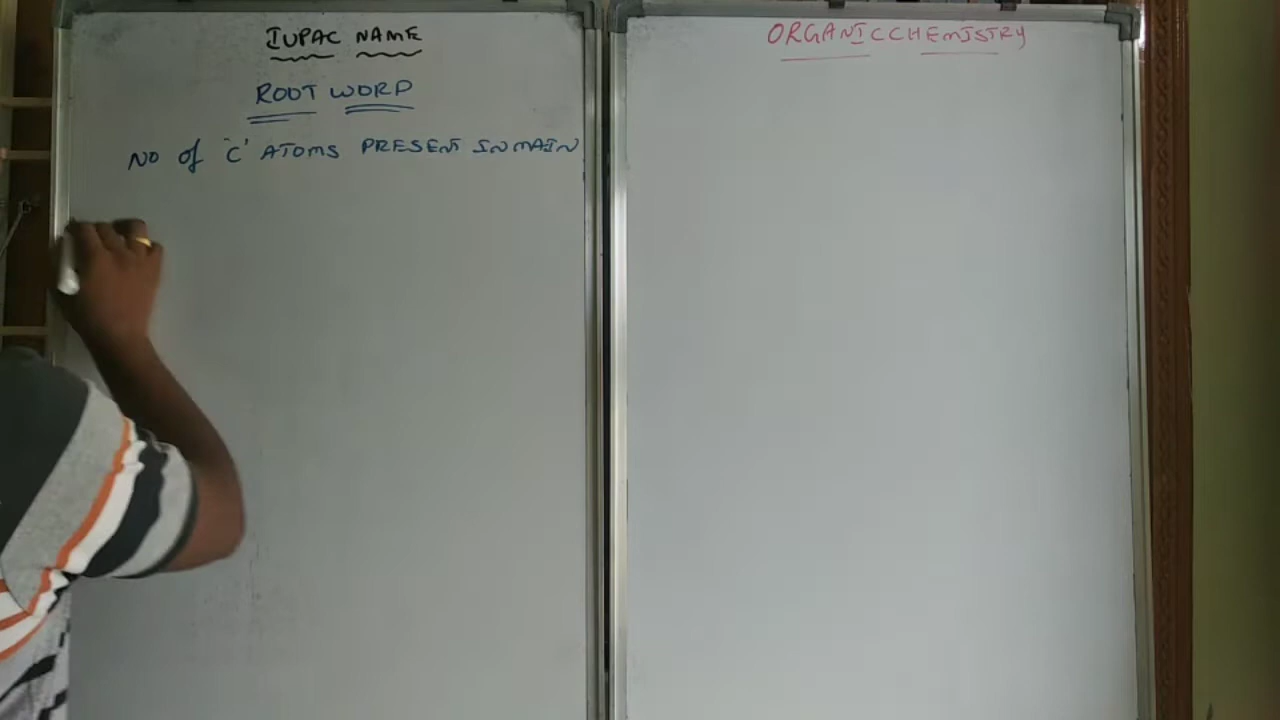 IUPAC NAME
ROOT WORD
NO of 'C' ATOMS PRESENT IN MAIN
ORGANIC CHEMISTRY